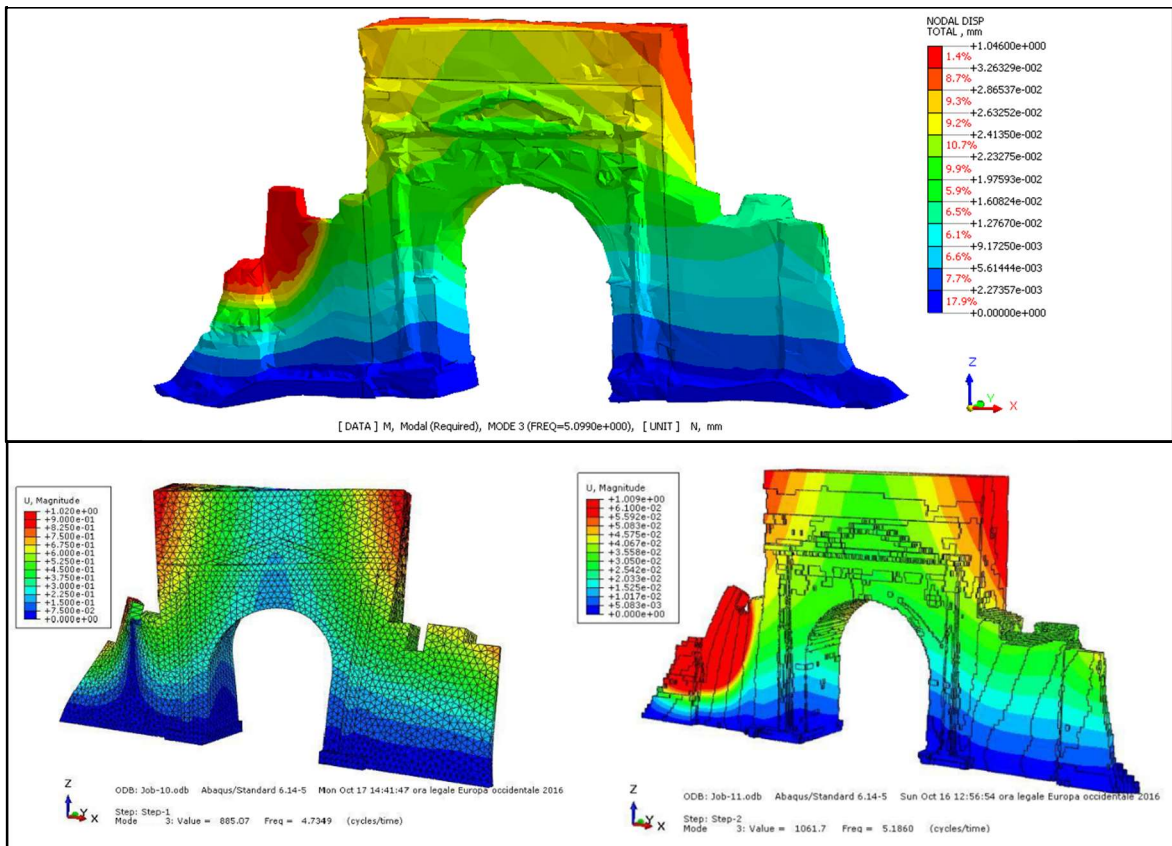 NODAL DISP
TOTAL , mm
+1.04600e+000
1.4%
+3.26329e-002
8.7%
+2.86537e-002
9.3%
+2.63252e-002
9.2%
+2.41350e-002
10.7%
+2.23275e-002
9.9%
+1.97593e-002
5.9%
+1.60824e-002
6.5%
+1.27670e-002
6.1%
+9.17250e-003
6.6%
+5.61444e-003
7.7%
+2.27357e-003
17.9%
+0.00000e+000
Z
Y
X
[ DATA ] M, Modal (Required), MODE 3 (FREQ=5.0990e+000), [ UNIT ] N, mm
U, Magnitude
+1.020e+00
+9.000e-01
+8.250e-01
+7.500e-01
+6.750e-01
+6.000e-01
+5.250e-01
+4.500e-01
+3.750e-01
+3.000e-01
+2.250e-01
+1.500e-01
+7.500e-02
+0.000e+00
Z
Y
X
ODB: Job-10.odb Abaqus/Standard 6.14-5 Mon Oct 17 14:41:47 ora legale Europa occidentale 2016
Step: Step-1
Mode 3: Value = 885.07 Freq = 4.7349 (cycles/time)
U, Magnitude
+1.009e+00
+6.100e-02
+5.592e-02
+5.083e-02
+4.575e-02
+4.067e-02
+3.558e-02
+3.050e-02
+2.542e-02
+2.033e-02
+1.525e-02
+1.017e-02
+5.083e-03
+0.000e+00
Z
Y
X
ODB: Job-11.odb Abaqus/Standard 6.14-5 Sun Oct 16 12:56:54 ora legale Europa occidentale 2016
Step: Step-2
Mode 3: Value = 1061.7 Freq = 5.1860 (cycles/time)